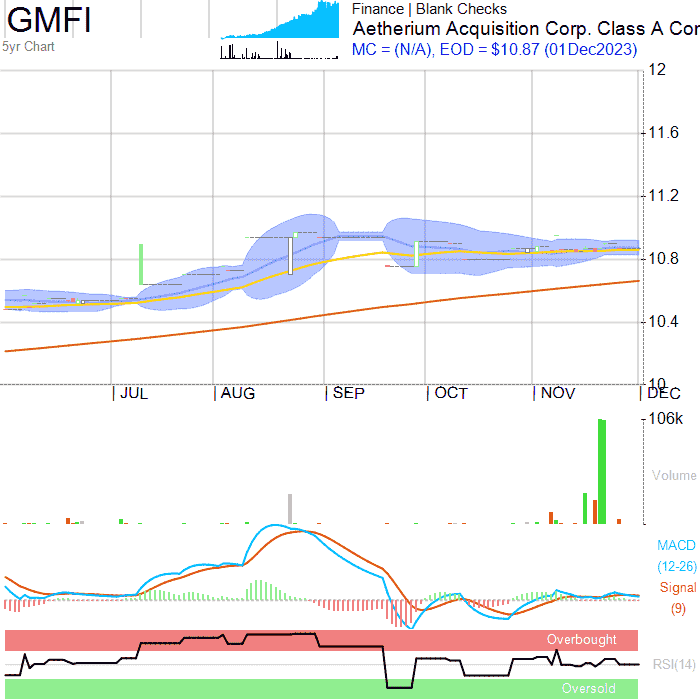 GMFI
5yr Chart
Finance | Blank Checks
Aetherium Acquisition Corp. Class A Cor
MC = (N/A), EOD = $10.87 (01Dec2023)
12
11.6
11.2
10.8
10.4
10
JUL AUG SEP OCT NOV DEC
106k
Volume
MACD
(12-26)
Signal
(9)
Overbought
RSI(14)
Oversold